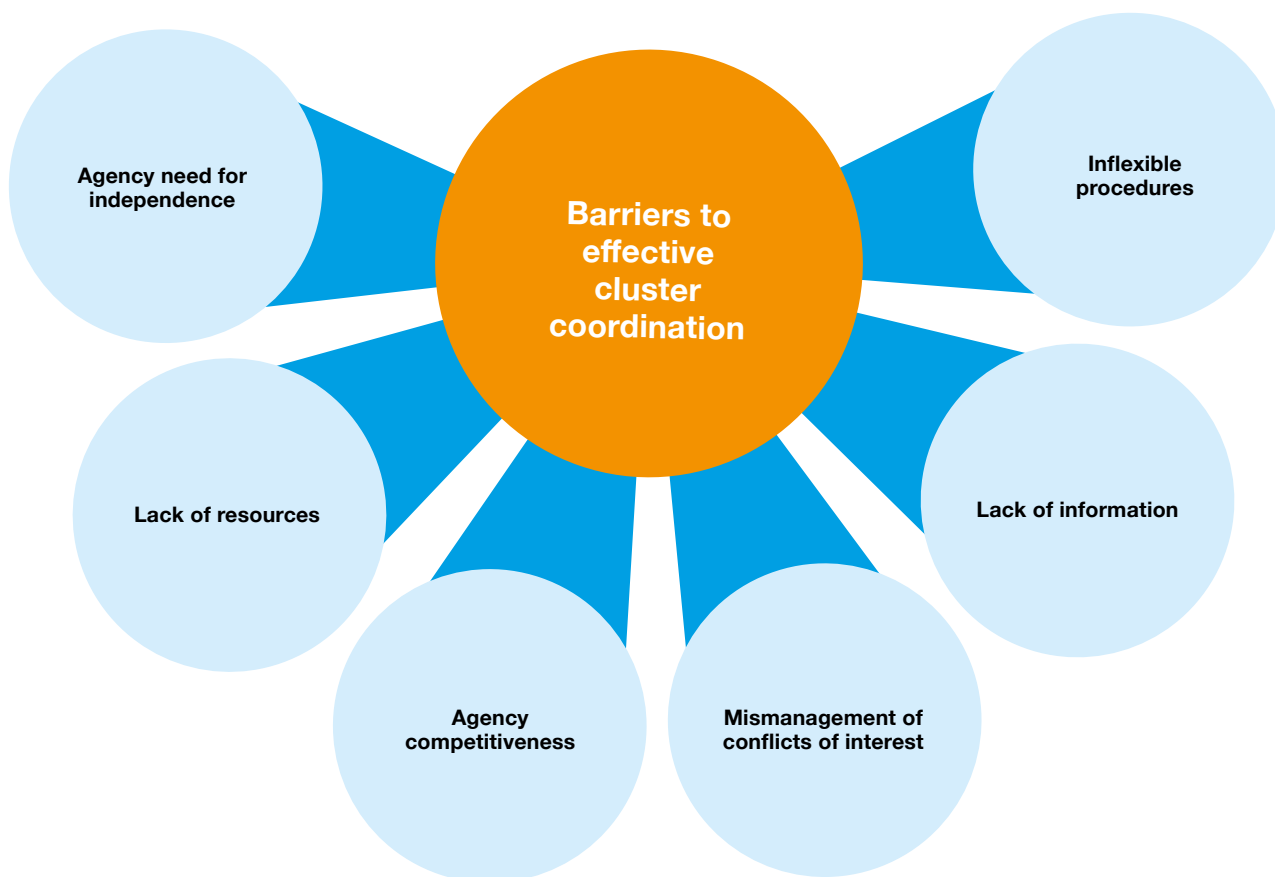 Barriers to
effective
cluster
coordination
Agency need for
independence
Lack of resources
Agency
competitiveness
Mismanagement of
conflicts of interest
Lack of information
Inflexible
procedures